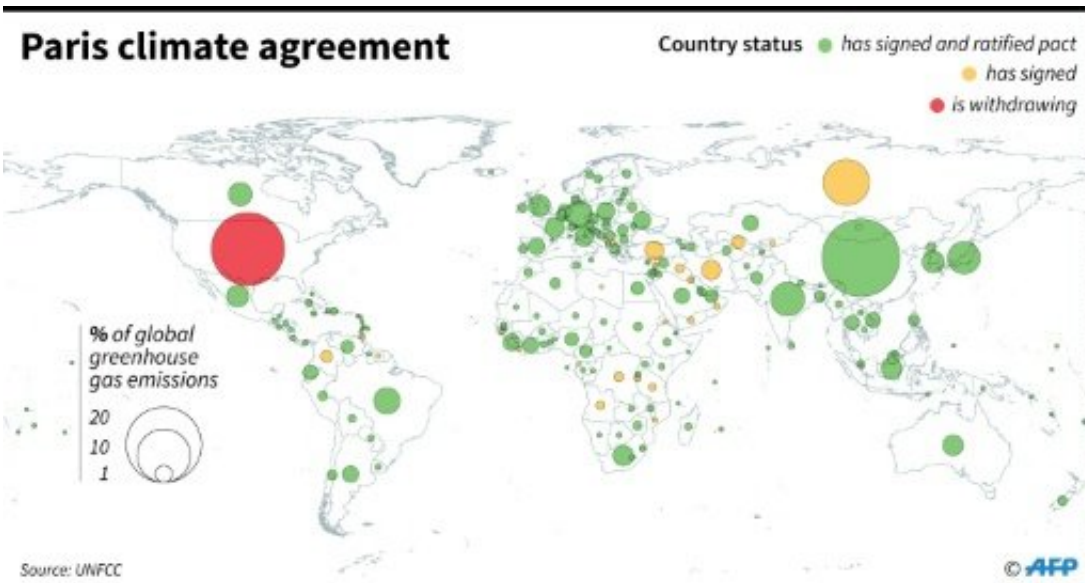 Paris climate agreement
Country status has signed and ratified pact
has signed
is withdrawing
% of global
greenhouse
gas emissions
20
10
1
Source: UNFCC
© AFP